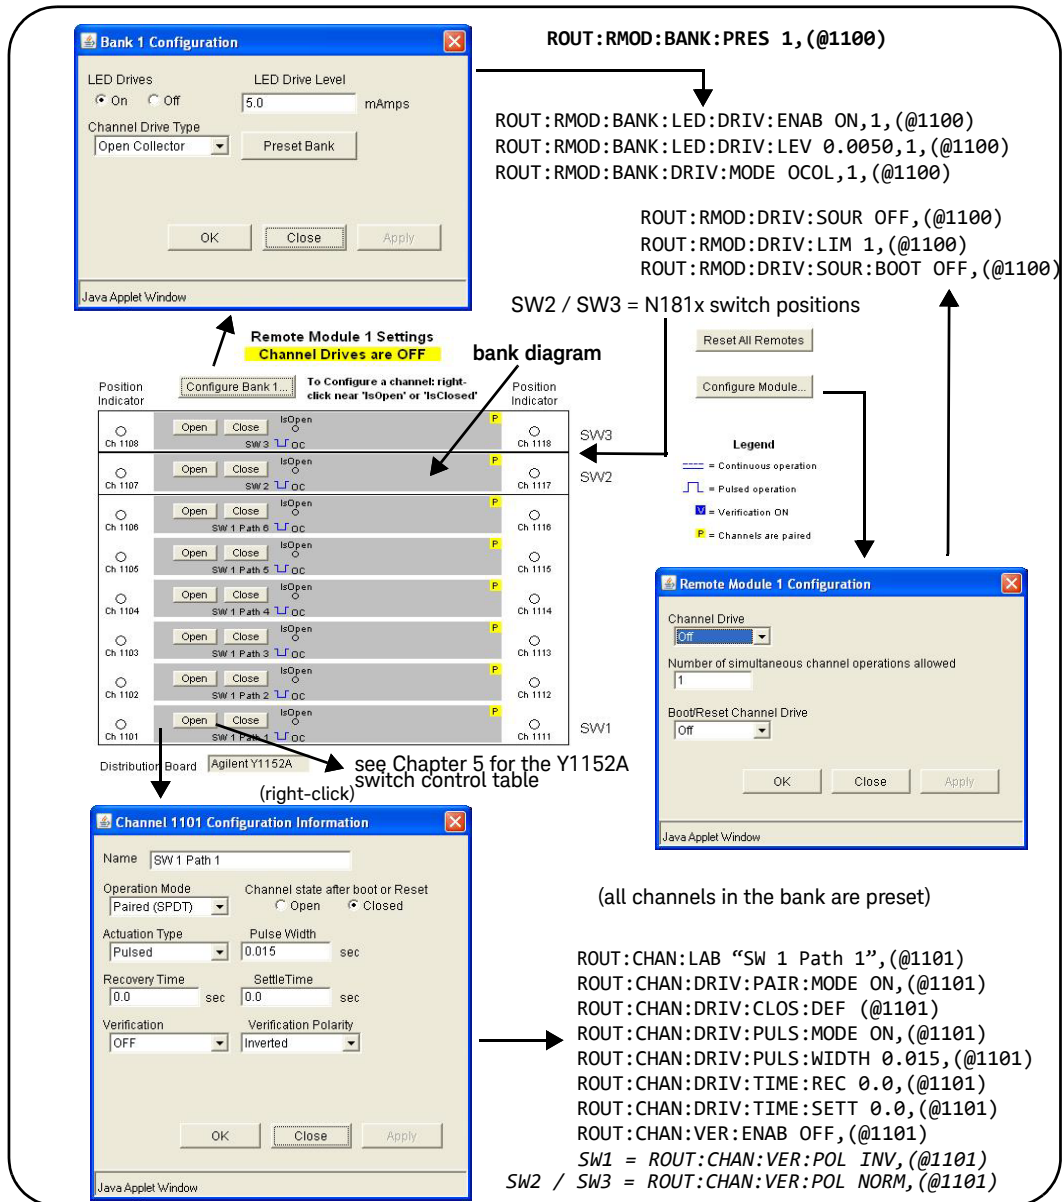 Bank 1 Configuration
LED Drives
LED Drive Level
On
Off
5.0
mAmps
Channel Drive Type
Open Collector
Preset Bank
OK
Close
Apply
Java Applet Window
ROUT:RMOD:BANK:PRES 1,(@1100)
ROUT:RMOD:BANK:LED:DRIV:ENAB ON,1,(@1100)
ROUT:RMOD:BANK:LED:DRIV:LEV 0.0050,1,(@1100)
ROUT:RMOD:BANK:DRIV:MODE OCOL,1,(@1100)
ROUT:RMOD:DRIV:SOUR OFF,(@1100)
ROUT:RMOD:DRIV:LIM 1,(@1100)
ROUT:RMOD:DRIV:SOUR:BOOT OFF,(@1100)
SW2 / SW3 = N181x switch positions
Remote Module 1 Settings
Channel Drives are OFF
bank diagram
Position
Indicator
Configure Bank 1...
To Configure a channel: right-
click near 'IsOpen' or 'IsClosed'
Position
Indicator
Open Close IsOpen P
Ch 1108 SW 3 OC Ch 1118 SW3
Open Close IsOpen P
Ch 1107 SW 2 OC Ch 1117 SW2
Open Close IsOpen P
Ch 1106 SW 1 Path 6 OC Ch 1116
Open Close IsOpen P
Ch 1105 SW 1 Path 5 OC Ch 1115
Open Close IsOpen P
Ch 1104 SW 1 Path 4 OC Ch 1114
Open Close IsOpen P
Ch 1103 SW 1 Path 3 OC Ch 1113
Open Close IsOpen P
Ch 1102 SW 1 Path 2 OC Ch 1112
Open Close IsOpen P
Ch 1101 SW 1 Path 1 OC Ch 1111 SW1
Distribution Board Agilent Y1152A
see Chapter 5 for the Y1152A
switch control table
(right-click)
Reset All Remotes
Configure Module...
Legend
= Continuous operation
= Pulsed operation
V = Verification ON
P = Channels are paired
Remote Module 1 Configuration
Channel Drive
Off
Number of simultaneous channel operations allowed
1
Boot/Reset Channel Drive
Off
OK
Close
Apply
Java Applet Window
Channel 1101 Configuration Information
Name SW 1 Path 1
Operation Mode
Channel state after boot or Reset
Paired (SPDT)
Open
Closed
Actuation Type
Pulse Width
Pulsed
0.015 sec
Recovery Time
SettleTime
0.0 sec
0.0 sec
Verification
Verification Polarity
OFF
Inverted
OK
Close
Apply
Java Applet Window
(all channels in the bank are preset)
ROUT:CHAN:LAB “SW 1 Path 1”,(@1101)
ROUT:CHAN:DRIV:PAIR:MODE ON,(@1101)
ROUT:CHAN:DRIV:CLOS:DEF (@1101)
ROUT:CHAN:DRIV:PULS:MODE ON,(@1101)
ROUT:CHAN:DRIV:PULS:WIDTH 0.015,(@1101)
ROUT:CHAN:DRIV:TIME:REC 0.0,(@1101)
ROUT:CHAN:DRIV:TIME:SETT 0.0,(@1101)
ROUT:CHAN:VER:ENAB OFF,(@1101)
SW1 = ROUT:CHAN:VER:POL INV,(@1101)
SW2 / SW3 = ROUT:CHAN:VER:POL NORM,(@1101)